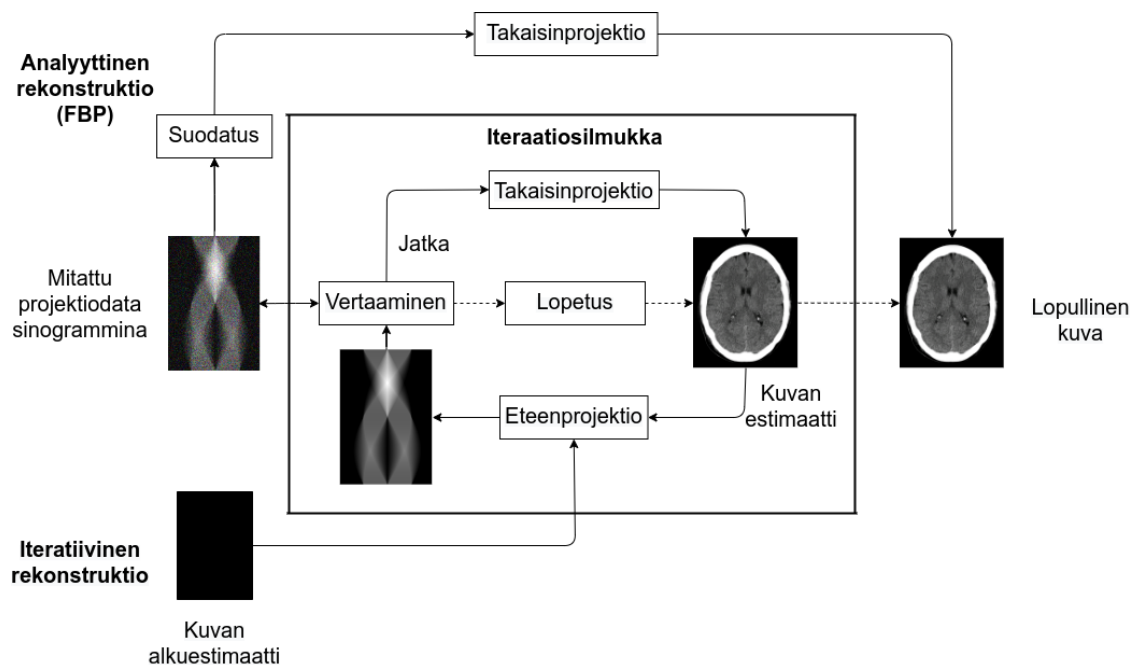 Takaisinprojektio
Analyyttinen
rekonstruktio
(FBP)
Suodatus
Iteraatiosilmukka
Takaisinprojektio
Jatka
Mitattu
projektiodata
sinogrammina
Vertaaminen
Lopetus
Lopullinen
kuva
Kuvan
estimaatti
Eteenprojektio
Iteratiivinen
rekonstruktio
Kuvan
alkuestimaatti